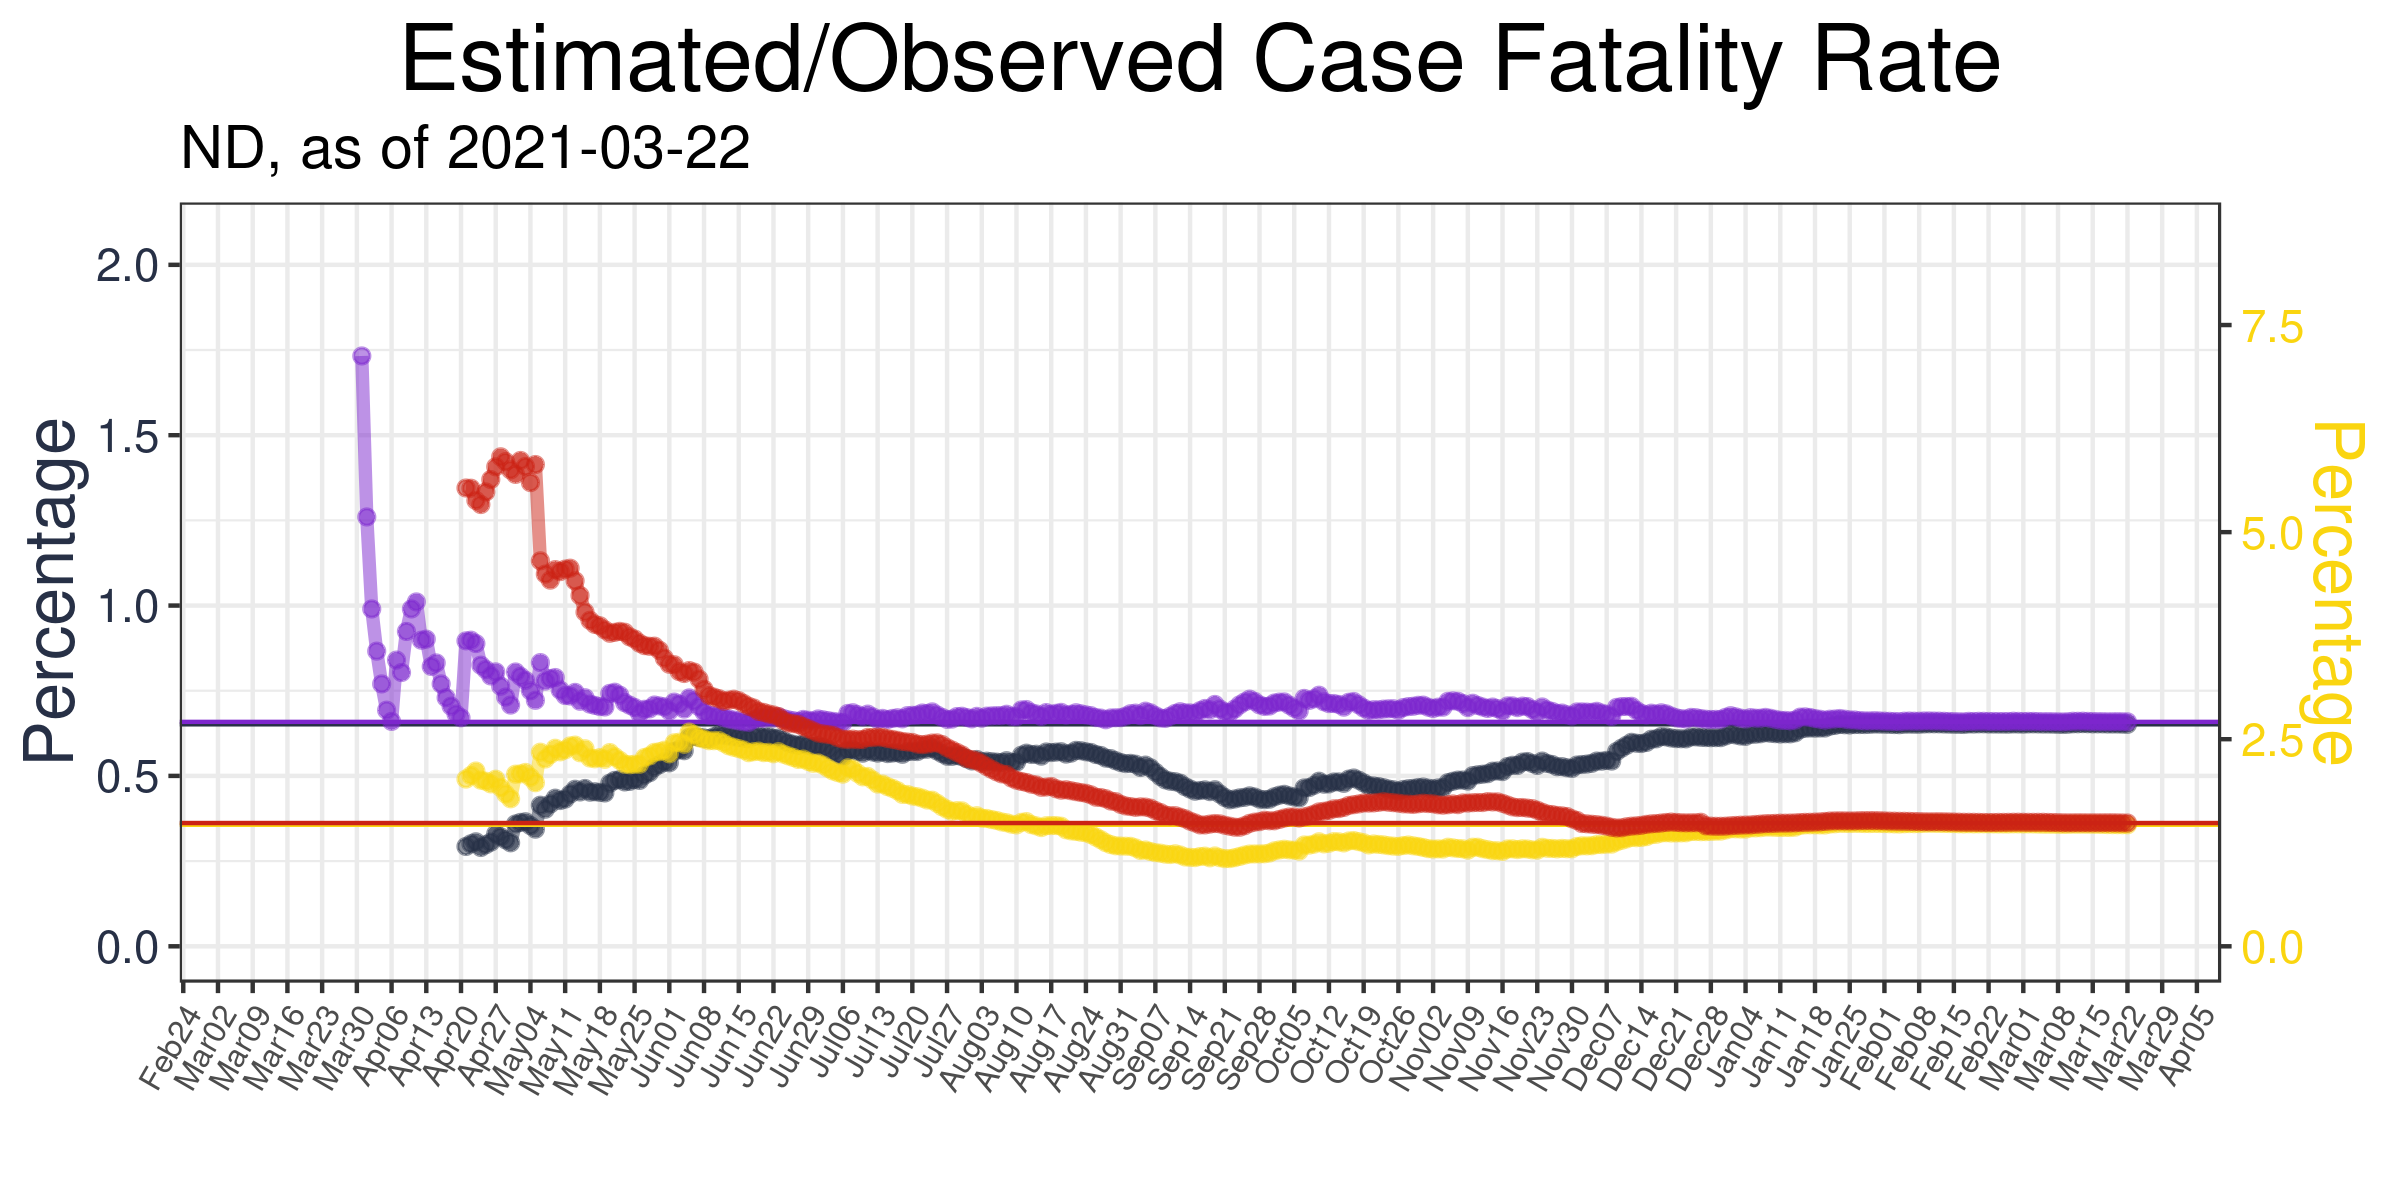 Estimated/Observed Case Fatality Rate
ND, as of 2021-03-22
Percentage
2.0
1.5
1.0
0.5
0.0
7.5
5.0
2.5
0.0
Percentage
Feb24
Mar02
Mar09
Mar16
Mar23
Mar30
Apr06
Apr13
Apr20
Apr27
May04
May11
May18
May25
Jun01
Jun08
Jun15
Jun22
Jun29
Jul06
Jul13
Jul20
Jul27
Aug03
Aug10
Aug17
Aug24
Aug31
Sep07
Sep14
Sep21
Sep28
Oct05
Oct12
Oct19
Oct26
Nov02
Nov09
Nov16
Nov23
Nov30
Dec07
Dec14
Dec21
Dec28
Jan04
Jan11
Jan18
Jan25
Feb01
Feb08
Feb15
Feb22
Mar01
Mar08
Mar15
Mar22
Mar29
Apr05